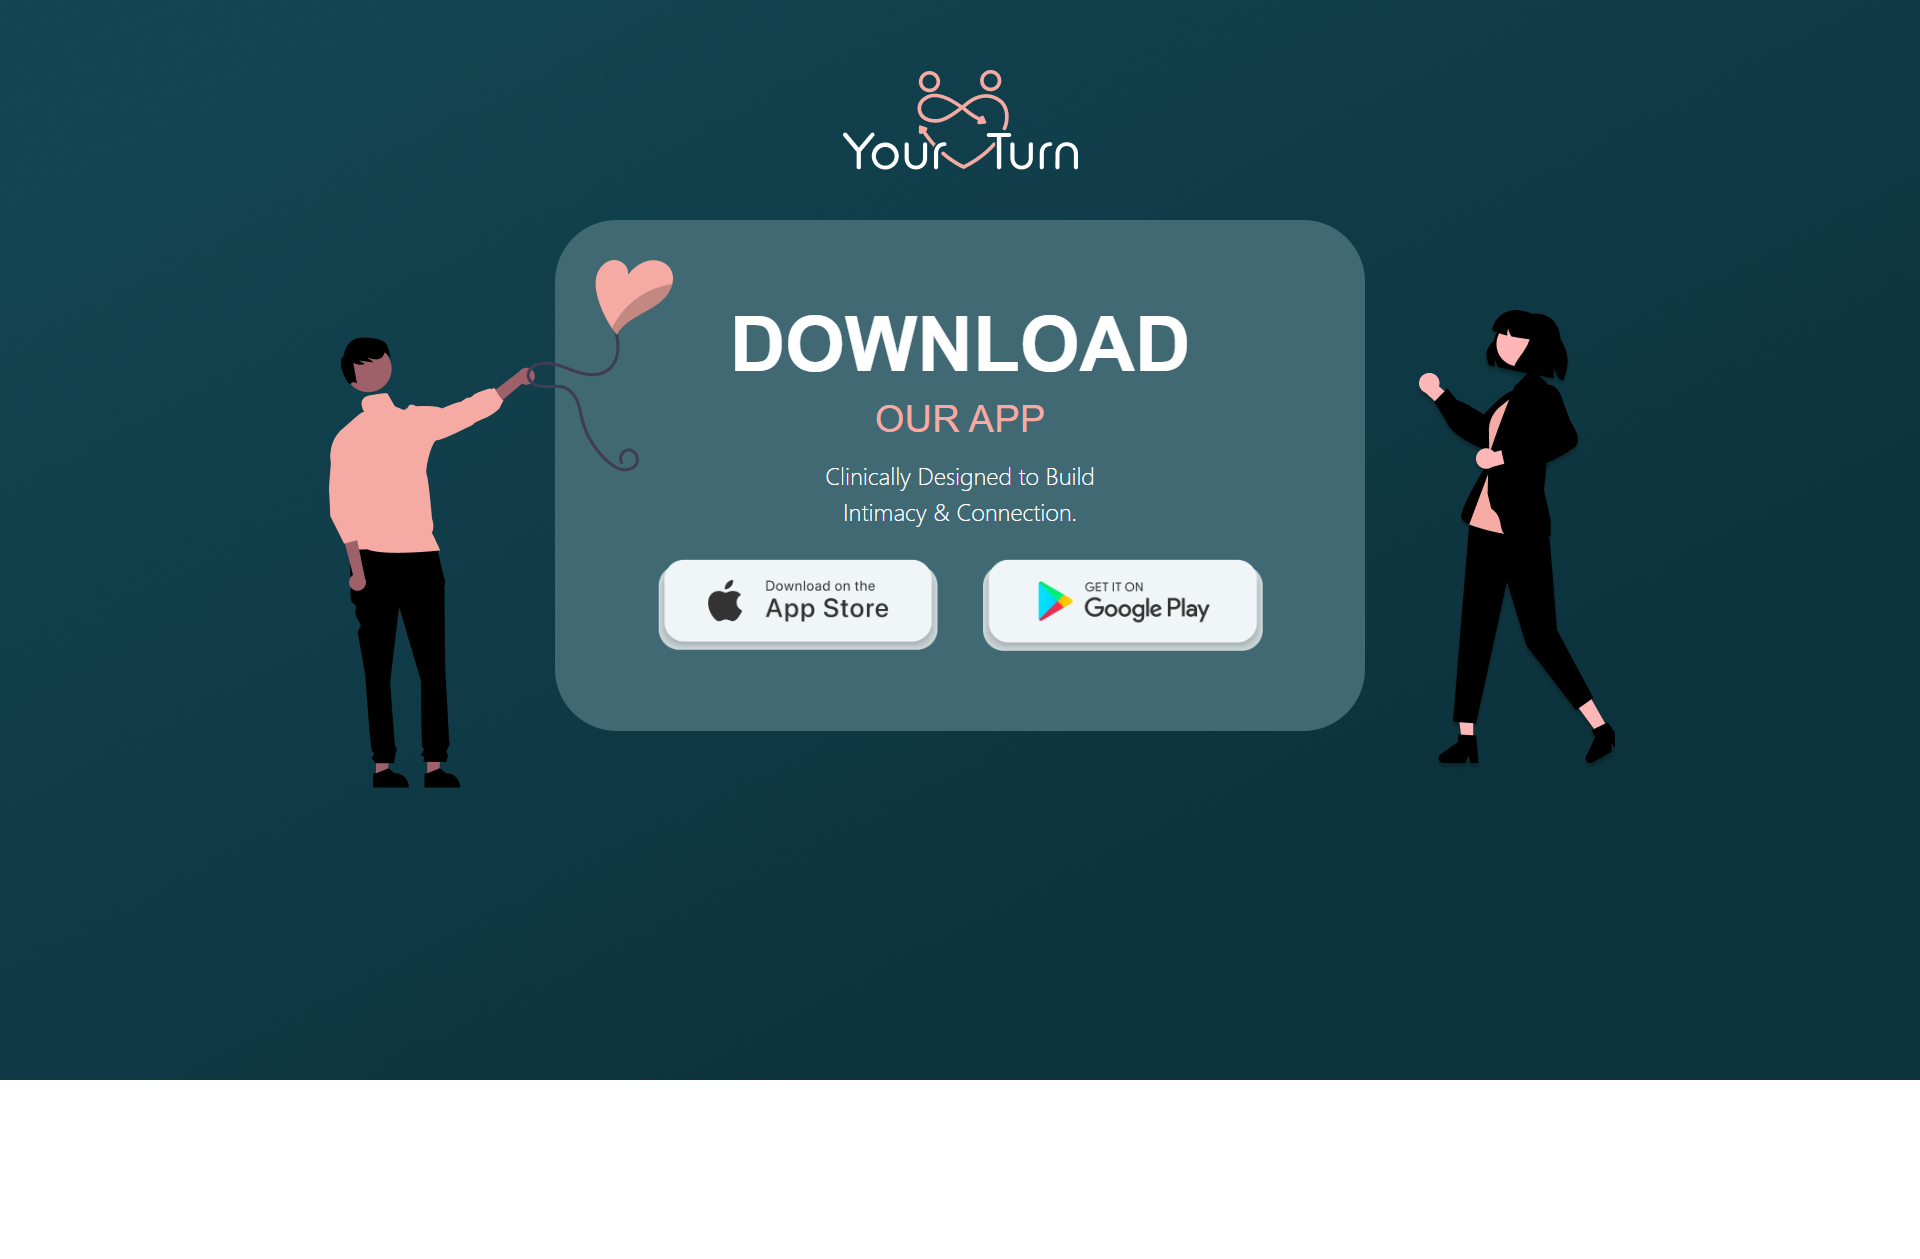 Your Turn
DOWNLOAD
OUR APP
Clinically Designed to Build
Intimacy & Connection.
Download on the
App Store
GET IT ON
Google Play